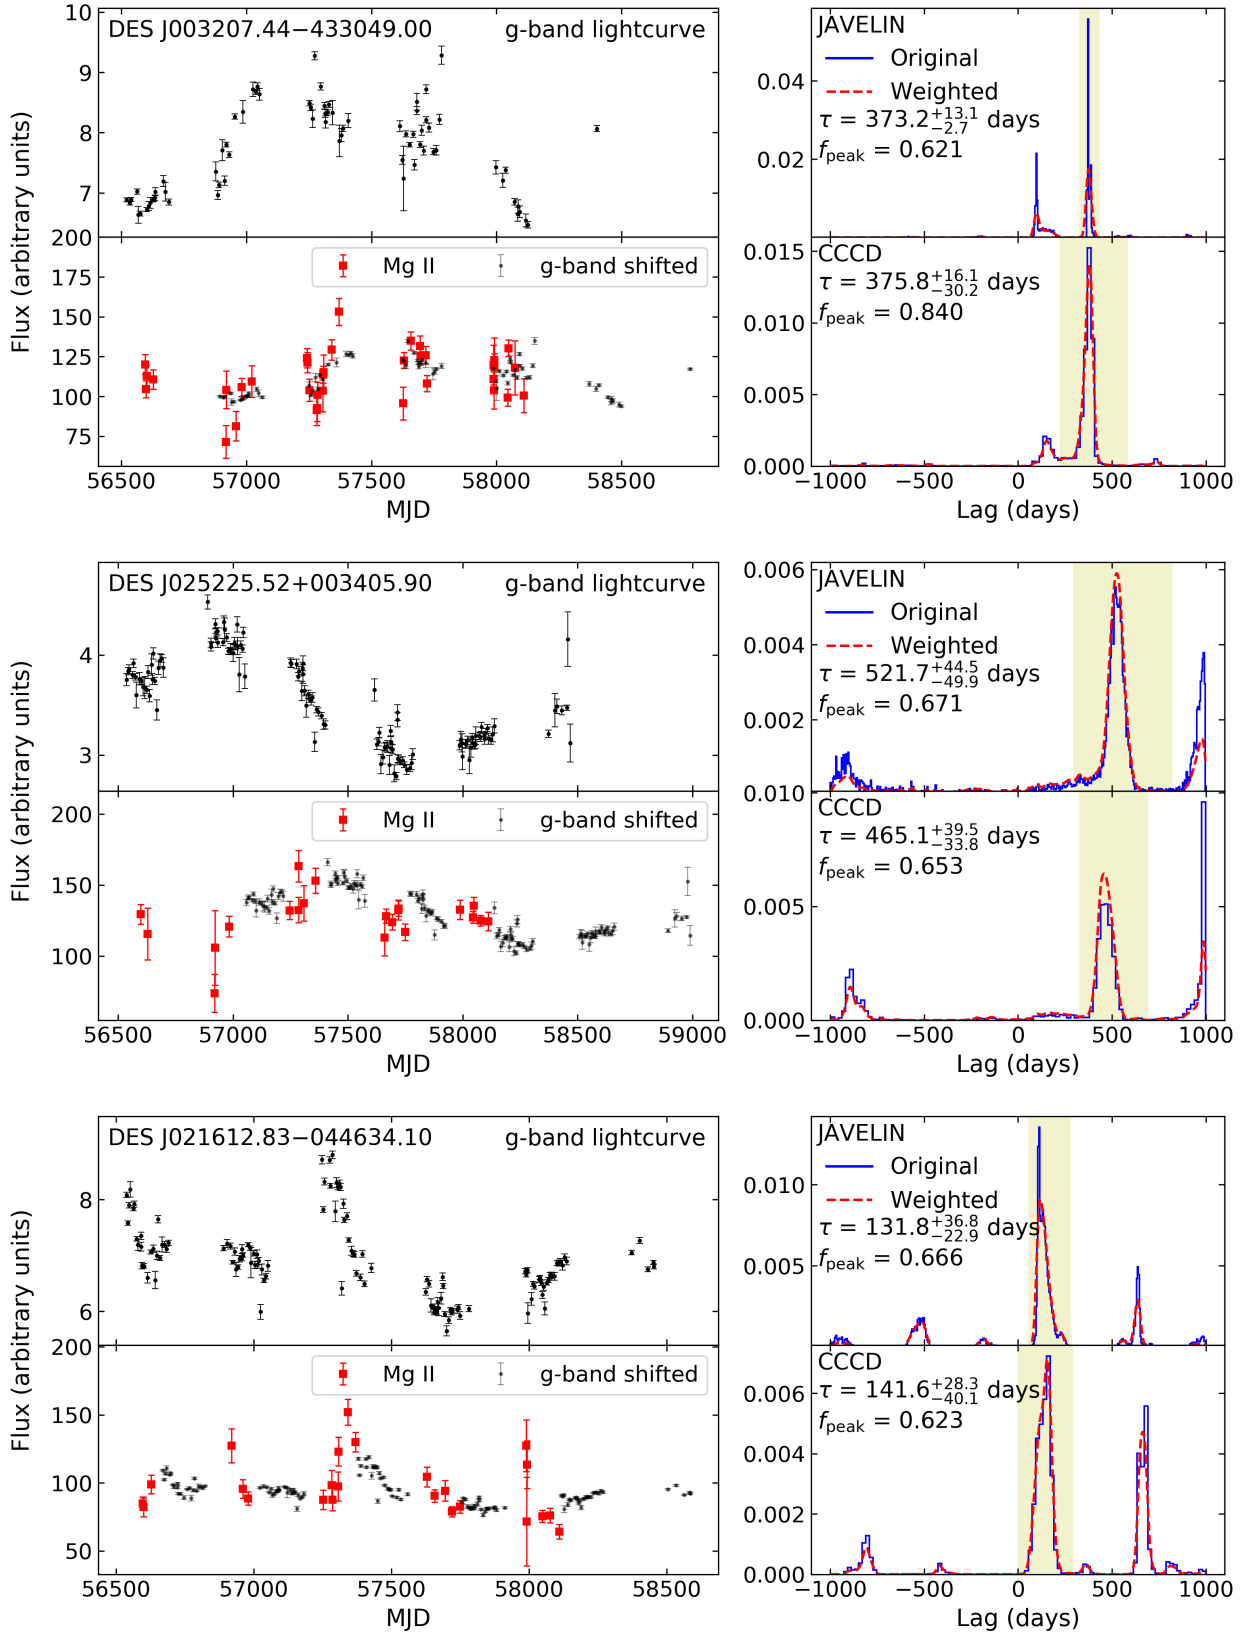 DES J003207.44−433049.00 g-band lightcurve
10
9
8
7
Flux (arbitrary units)
Mg II g-band shifted
200
175
150
125
100
75
56500 57000 57500 58000 58500
MJD
JAVELIN
Original
Weighted
τ = 373.2+13.1−2.7 days
fpeak = 0.621
0.04
0.02
CCCD
τ = 375.8+16.1−30.2 days
fpeak = 0.840
0.015
0.010
0.005
0.000
−1000 −500 0 500 1000
Lag (days)
DES J025225.52+003405.90 g-band lightcurve
4
3
Flux (arbitrary units)
Mg II g-band shifted
200
150
100
56500 57000 57500 58000 58500 59000
MJD
JAVELIN
Original
Weighted
τ = 521.7+44.5−49.9 days
fpeak = 0.671
0.006
0.004
0.002
CCCD
τ = 465.1+39.5−33.8 days
fpeak = 0.653
0.010
0.005
0.000
−1000 −500 0 500 1000
Lag (days)
DES J021612.83−044634.10 g-band lightcurve
8
6
Flux (arbitrary units)
Mg II g-band shifted
200
150
100
50
56500 57000 57500 58000 58500
MJD
JAVELIN
Original
Weighted
τ = 131.8+36.8−22.9 days
fpeak = 0.666
0.010
0.005
CCCD
τ = 141.6+28.3−40.1 days
fpeak = 0.623
0.006
0.004
0.002
0.000
−1000 −500 0 500 1000
Lag (days)